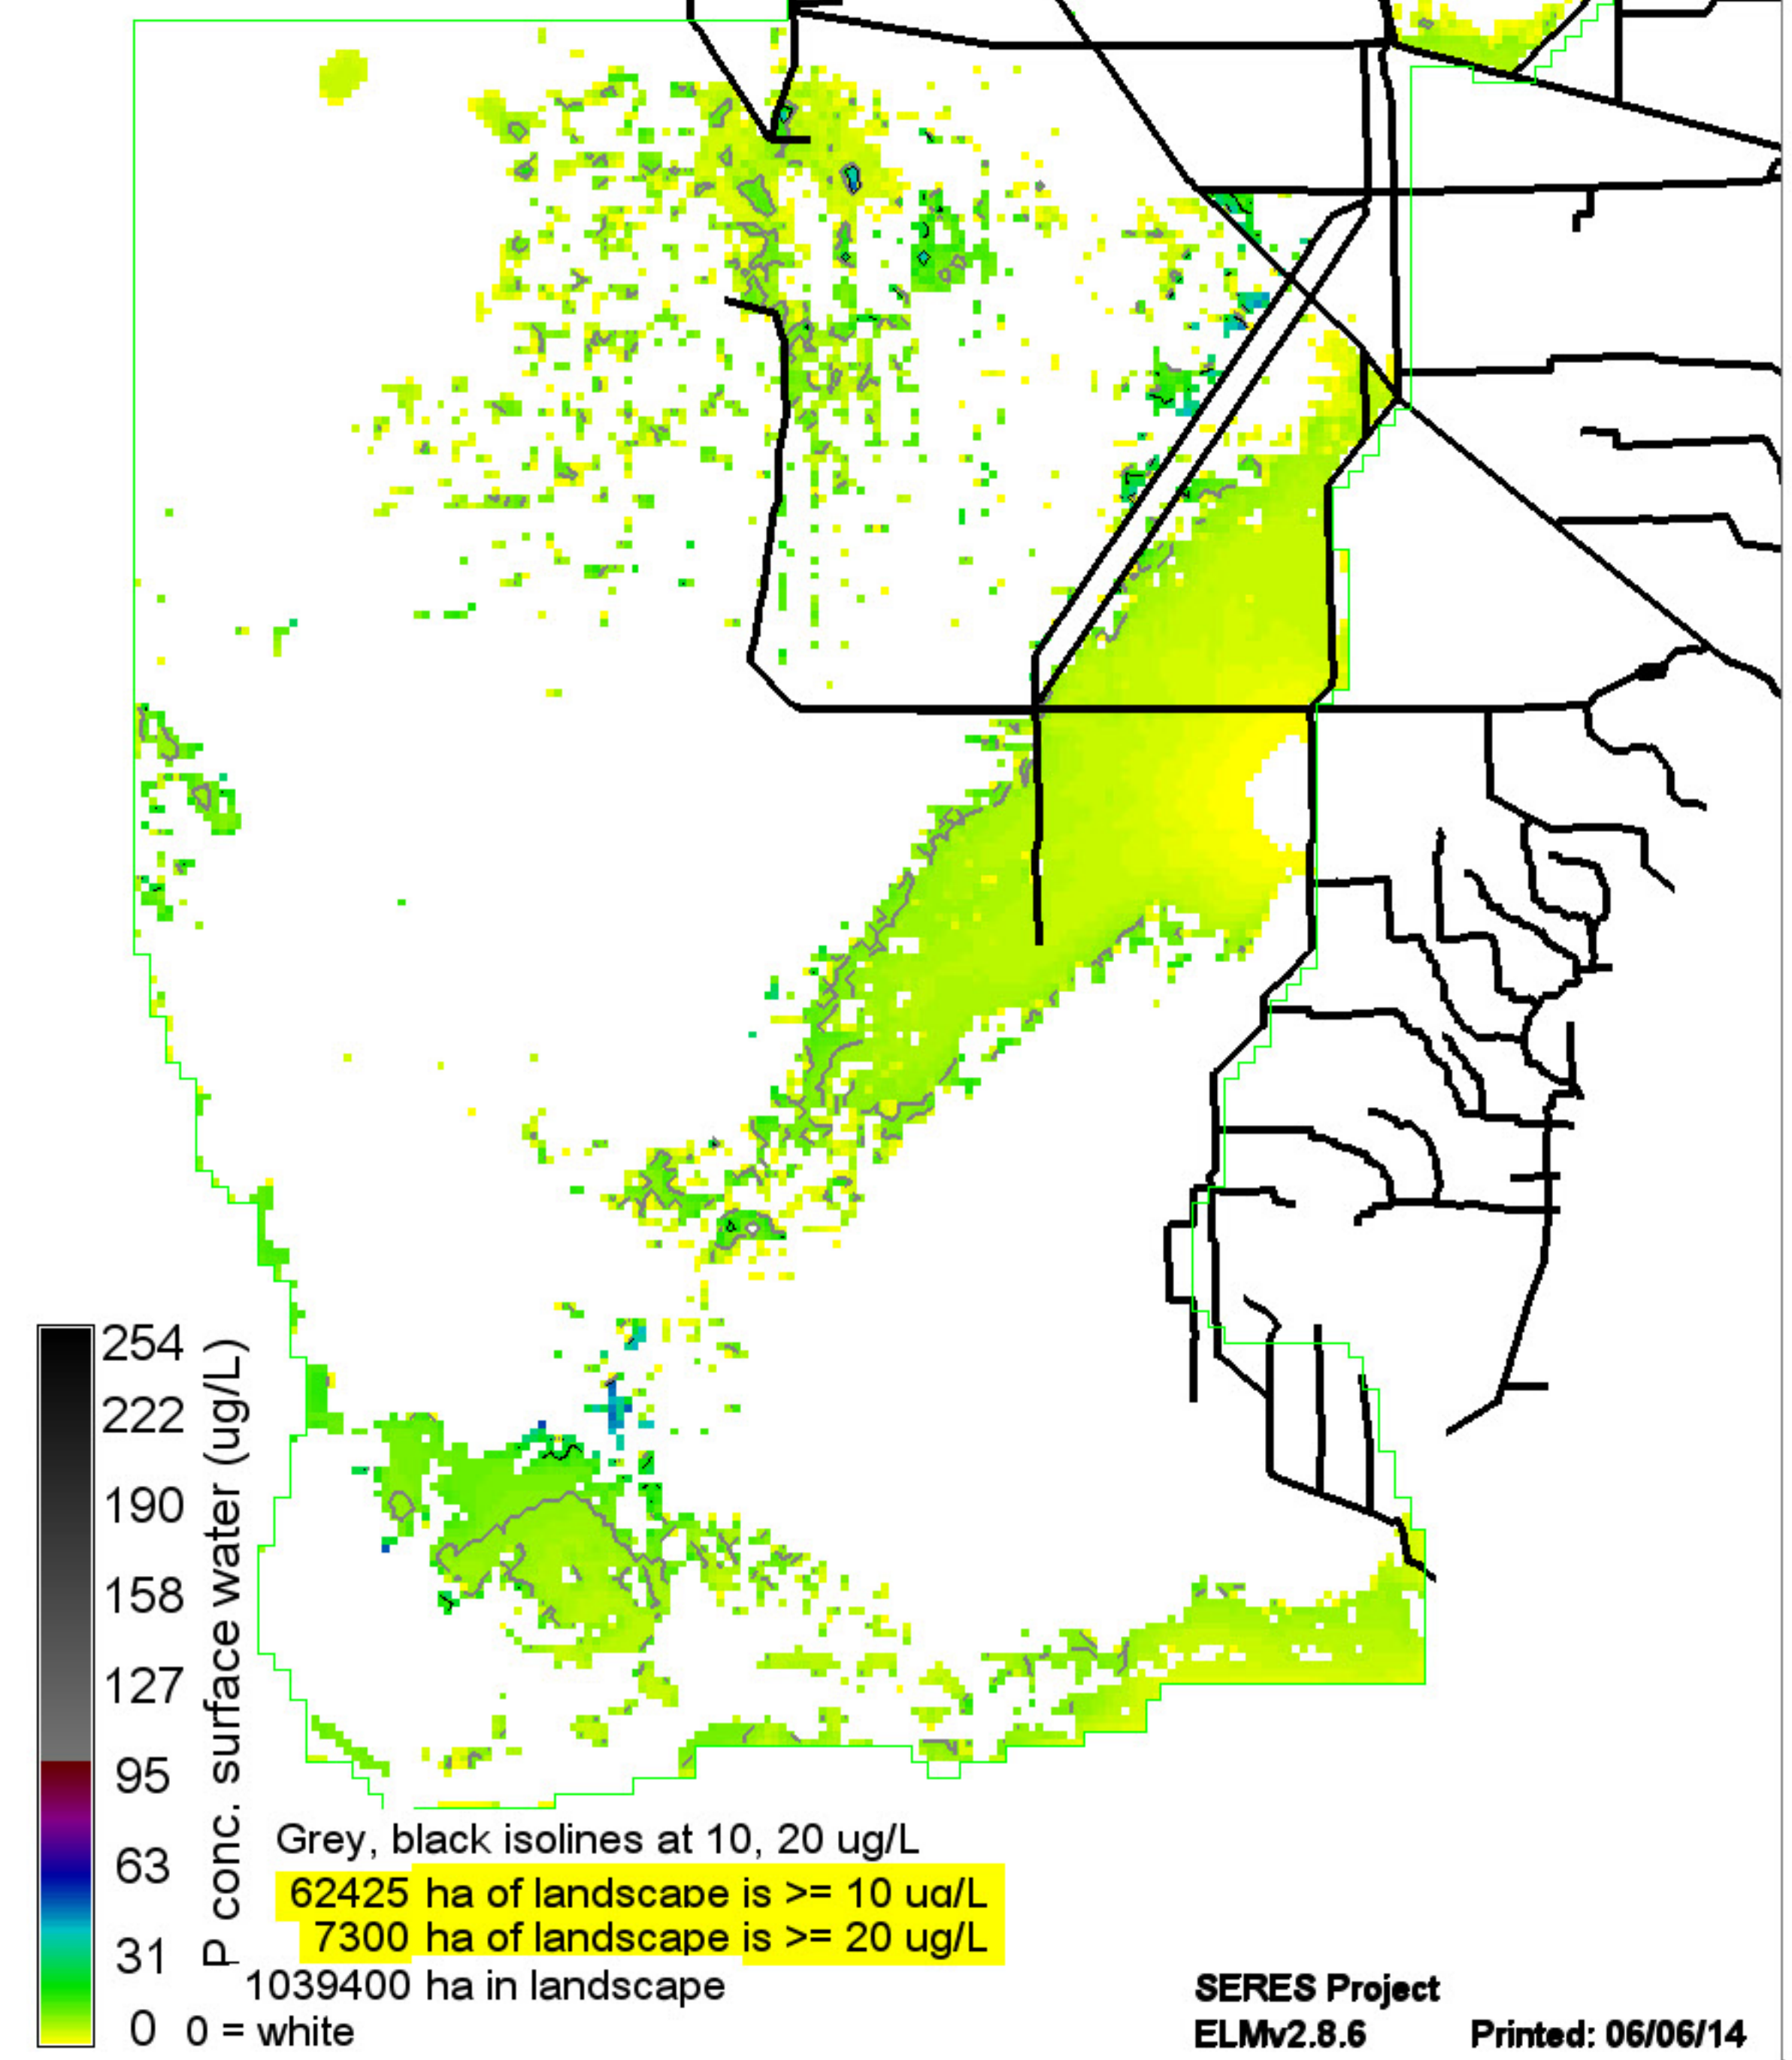 254
222
190
158
127
95
63
31
0
P conc. surface water (ug/L)
Grey, black isolines at 10, 20 ug/L
62425 ha of landscape is >= 10 ug/L
7300 ha of landscape is >= 20 ug/L
1039400 ha in landscape
0 = white
SERES Project
ELMv2.8.6 Printed: 06/06/14